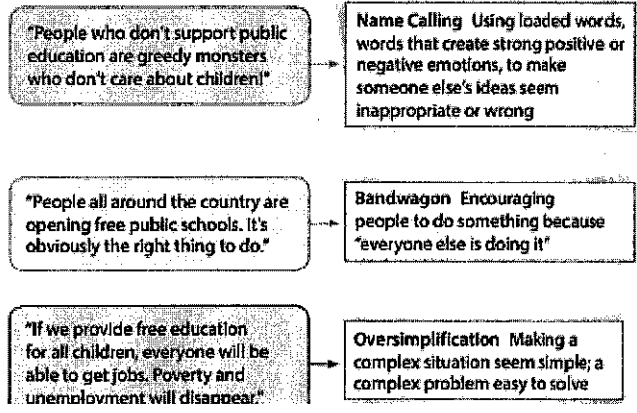 "People who don't support public
education are greedy monsters
who don't care about children!"
Name Calling Using loaded words,
words that create strong positive or
negative emotions, to make
someone else's ideas seem
inappropriate or wrong
"People all around the country are
opening free public schools. It's
obviously the right thing to do."
Bandwagon Encouraging
people to do something because
"everyone else is doing it"
"If we provide free education
for all children, everyone will be
able to get jobs. Poverty and
unemployment will disappear."
Oversimplification Making a
complex situation seem simple; a
complex problem easy to solve